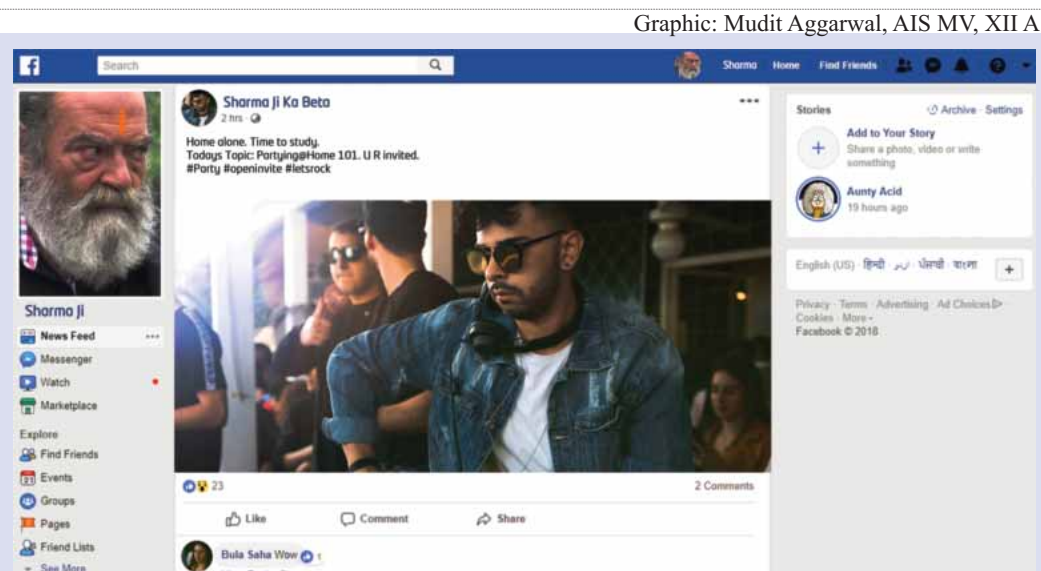 Graphic: Mudit Aggarwal, AIS MV, XII A
f
Search
Sharma Home Find Friends
Sharma Ji Ka Beta
2 hrs
Home alone. Time to study.
Todays Topic: Partying@Home 101. U R invited.
#Party #openinvite #letsrock
23
2 Comments
Like Comment Share
Bula Saha Wow 1
Sharma Ji
News Feed
Messenger
Watch
Marketplace
Explore
Find Friends
Events
Groups
Pages
Friend Lists
See More
Stories Archive · Settings
+ Add to Your Story
Share a photo, video or write
something
Aunty Acid
19 hours ago
English (US) · हिन्दी · اردو · ਪੰਜਾਬੀ · বাংলা +
Privacy · Terms · Advertising · Ad Choices
Cookies · More
Facebook © 2018